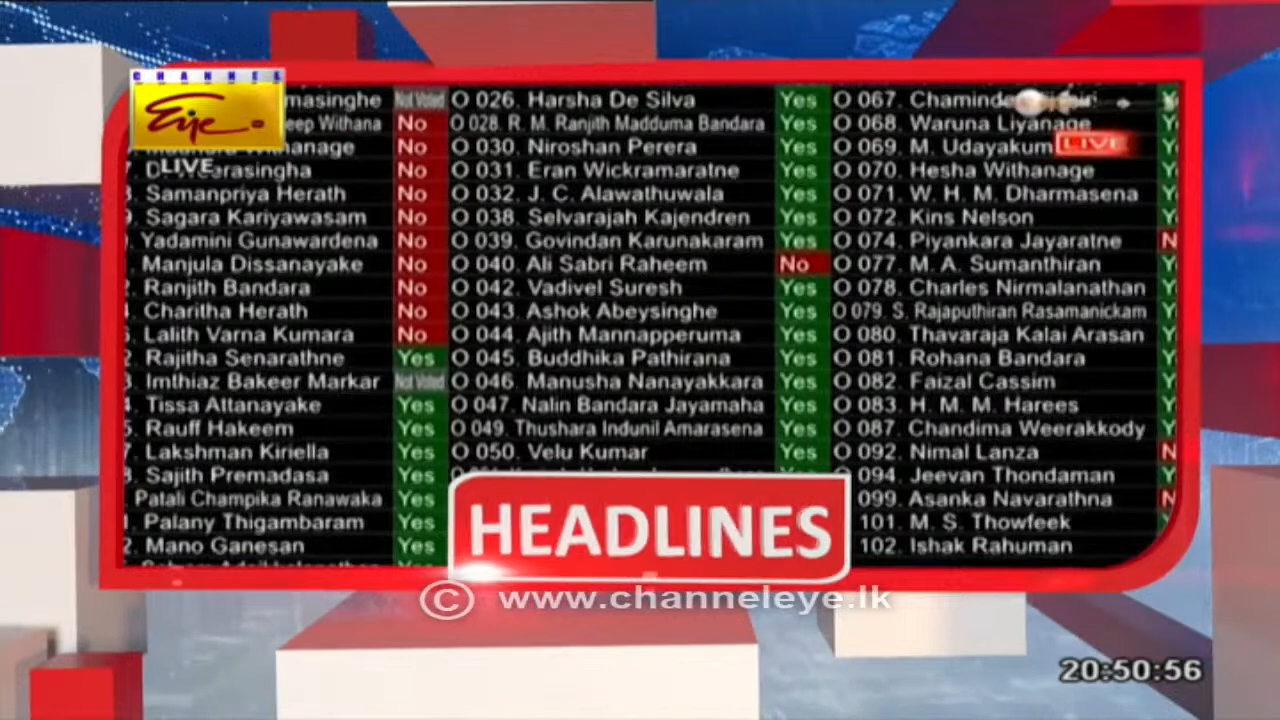 CHANNEL
Eye
LIVE
masinghe Not Voted O 026. Harsha De Silva Yes O 067.
eep Withana No O 028. R. M. Ranjith Madduma Bandara Yes O 068. Waruna Liyanage
No O 030. Niroshan Perera Yes O 069. M. Udayakum
LIVE
erasingha No O 031. Eran Wickramaratne Yes O 070. Hesha Withanage
Samanpriya Herath No O 032. J. C. Alawathuwala Yes O 071. W. H. M. Dharmasena
Sagara Kariyawasam No O 038. Selvarajah Kajendren Yes O 072. Kins Nelson
Yadamini Gunawardena No O 039. Govindan Karunakaram Yes O 074. Piyankara Jayaratne
Manjula Dissanayake No O 040. Ali Sabri Raheem No O 077. M. A. Sumanthiran
Ranjith Bandara No O 042. Vadivel Suresh Yes O 078. Charles Nirmalanathan
Charitha Herath No O 043. Ashok Abeysinghe Yes O 079. S. Rajaputhiran Rasamanickam
Lalith Varna Kumara No O 044. Ajith Mannapperuma Yes O 080. Thavaraja Kalai Arasan
Rajitha Senarathne Yes O 045. Buddhika Pathirana Yes O 081. Rohana Bandara
Imthiaz Bakeer Markar Not Voted O 046. Manusha Nanayakkara Yes O 082. Faizal Cassim
Tissa Attanayake Yes O 047. Nalin Bandara Jayamaha Yes O 083. H. M. M. Harees
Rauff Hakeem Yes O 049. Thushara Indunil Amarasena Yes O 087. Chandima Weerakkody
Lakshman Kiriella Yes O 050. Velu Kumar Yes O 092. Nimal Lanza
Sajith Premadasa Yes 094. Jeevan Thondaman
Patali Champika Ranawaka Yes 099. Asanka Navarathna
Palany Thigambaram Yes 101. M. S. Thowfeek
Mano Ganesan Yes 102. Ishak Rahuman
HEADLINES
© www.channeleye.lk
20:50:56